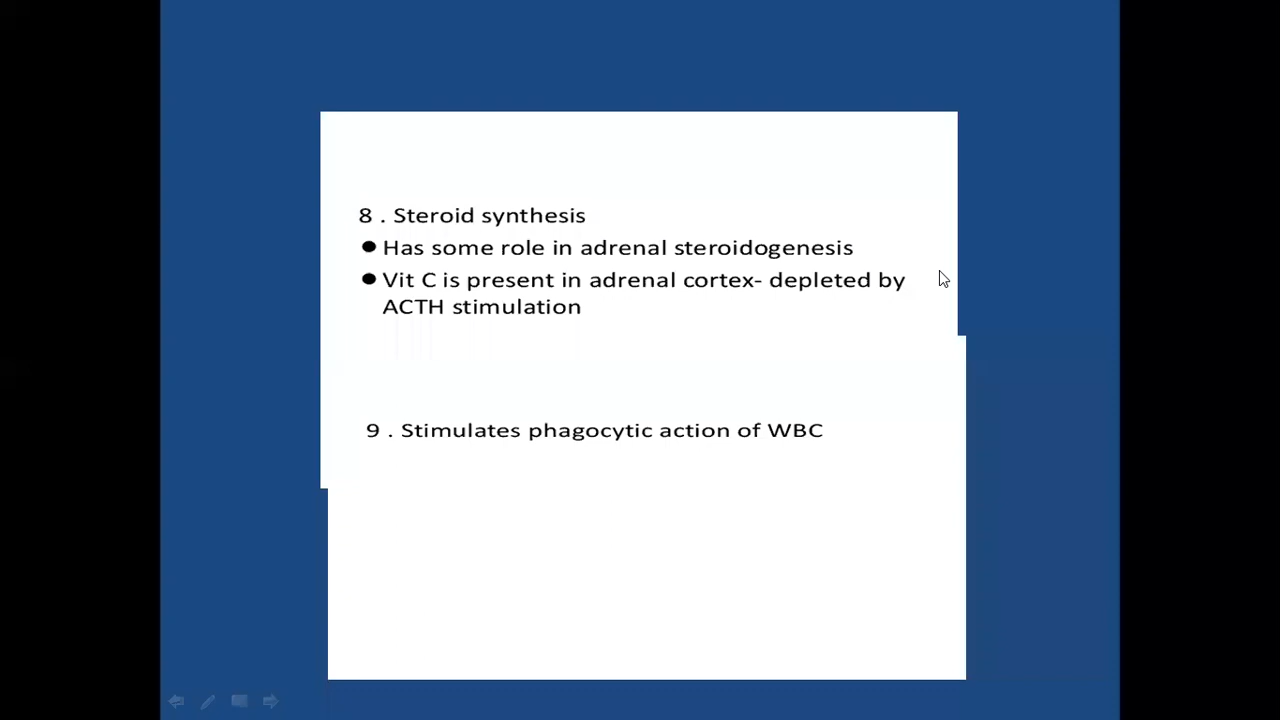 8 . Steroid synthesis
● Has some role in adrenal steroidogenesis
● Vit C is present in adrenal cortex- depleted by
ACTH stimulation
9 . Stimulates phagocytic action of WBC